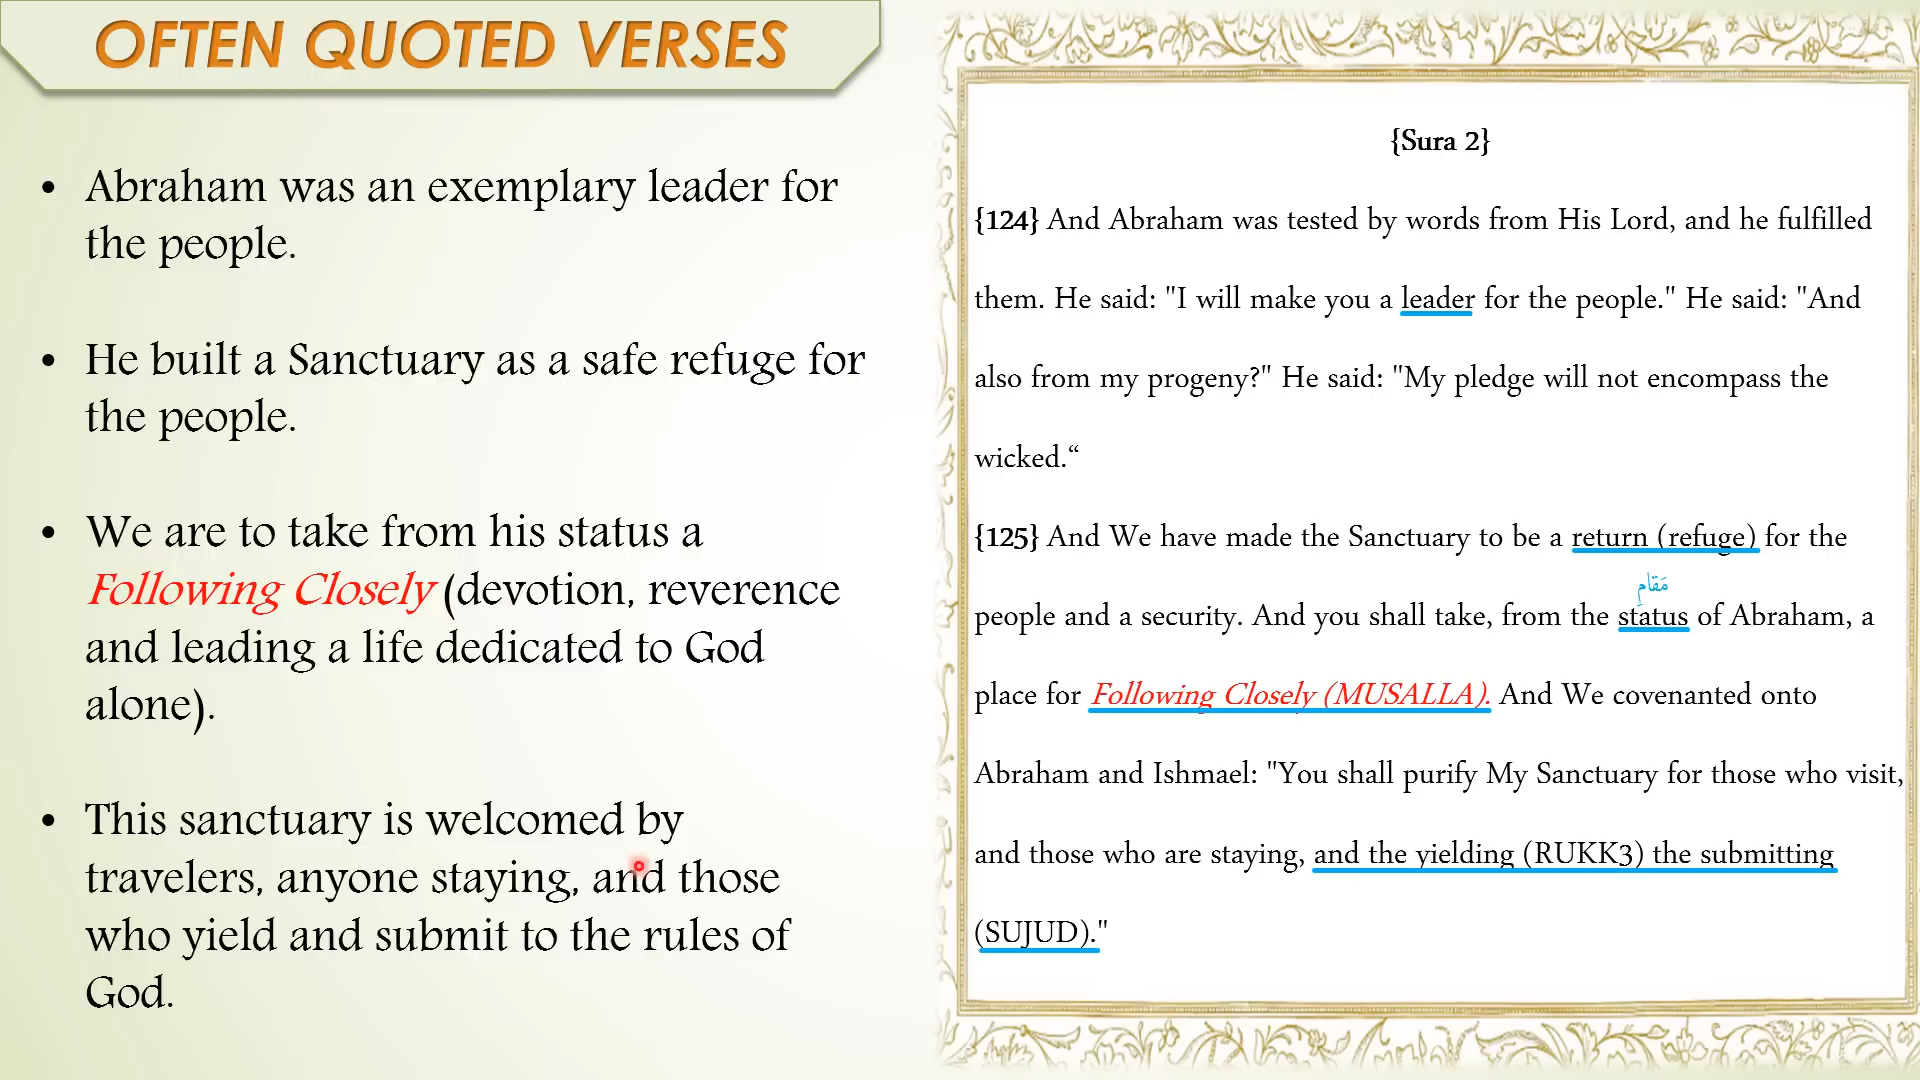 OFTEN QUOTED VERSES
• Abraham was an exemplary leader for
the people.
• He built a Sanctuary as a safe refuge for
the people.
• We are to take from his status a
Following Closely (devotion, reverence
and leading a life dedicated to God
alone).
• This sanctuary is welcomed by
travelers, anyone staying, and those
who yield and submit to the rules of
God.
{Sura 2}
{124} And Abraham was tested by words from His Lord, and he fulfilled
them. He said: "I will make you a leader for the people." He said: "And
also from my progeny?" He said: "My pledge will not encompass the
wicked.“
{125} And We have made the Sanctuary to be a return (refuge) for the
مَقامِ
people and a security. And you shall take, from the status of Abraham, a
place for Following Closely (MUSALLA). And We covenanted onto
Abraham and Ishmael: "You shall purify My Sanctuary for those who visit,
and those who are staying, and the yielding (RUKK3) the submitting
(SUJUD)."